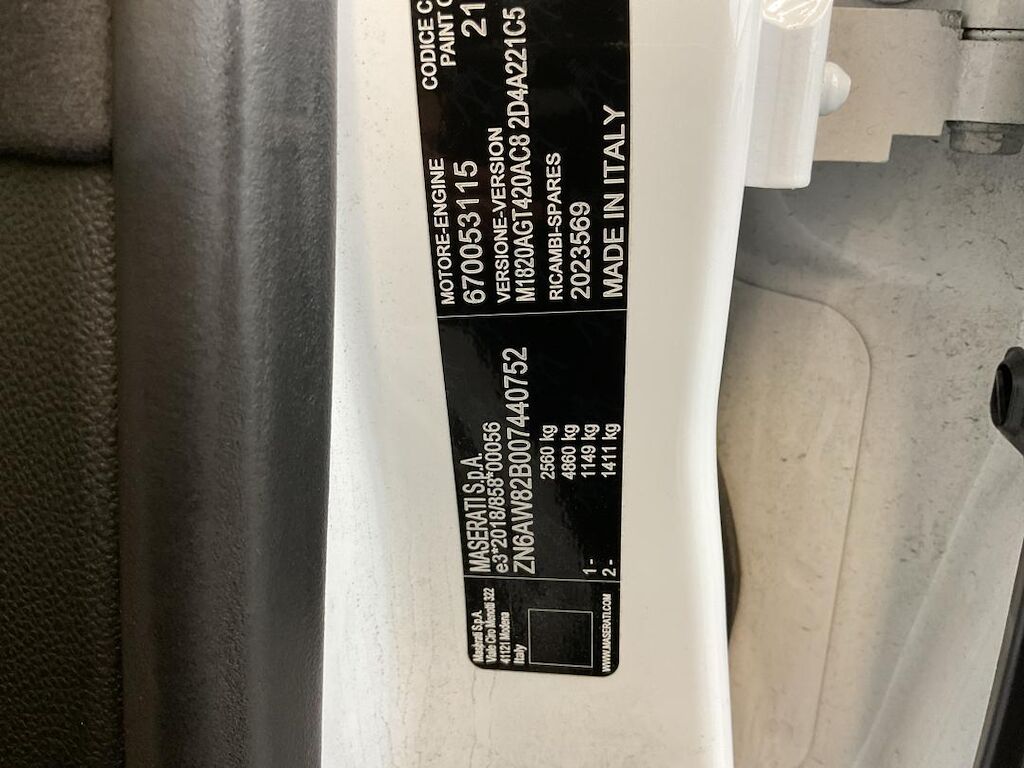 Maserati S.p.A.
Viale Ciro Menotti 322
41121 Modena
Italy
WWW.MASERATI.COM
MASERATI S.p.A.
e3*2018/858*00056
ZN6AW82B007440752
2560 kg
4860 kg
1 - 1149 kg
2 - 1411 kg
MOTORE-ENGINE
670053115
VERSIONE-VERSION
M1820AGT420AC8 2D4A221C5
RICAMBI-SPARES
2023569
MADE IN ITALY
CODICE
PAINT
21